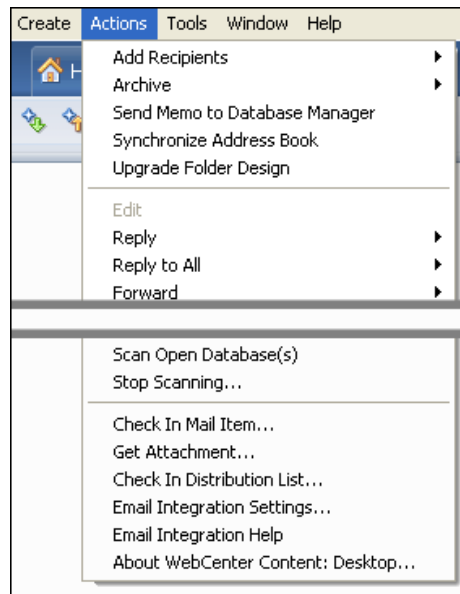 Create Actions Tools Window Help
H
Add Recipients
Archive
Send Memo to Database Manager
Synchronize Address Book
Upgrade Folder Design
Edit
Reply
Reply to All
Forward
Scan Open Database(s)
Stop Scanning...
Check In Mail Item...
Get Attachment...
Check In Distribution List...
Email Integration Settings...
Email Integration Help
About WebCenter Content: Desktop...